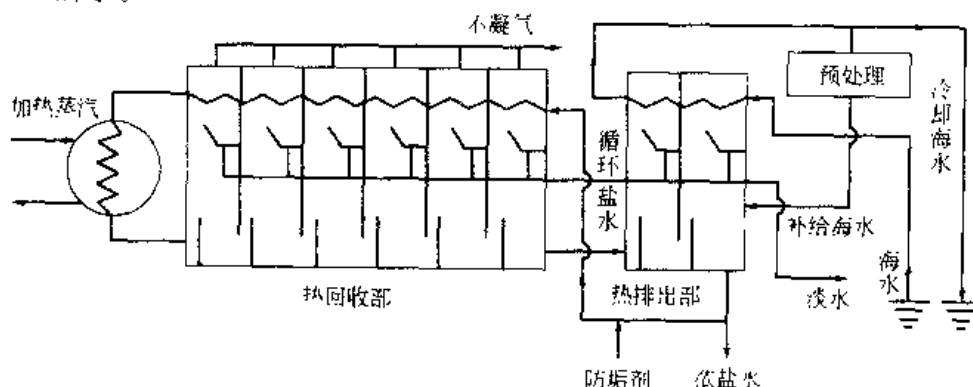 不凝气
加热蒸汽
预处理
冷却海水
循环盐水
补给海水
海水
淡水
热回收部
热排出部
防垢剂
浓盐水